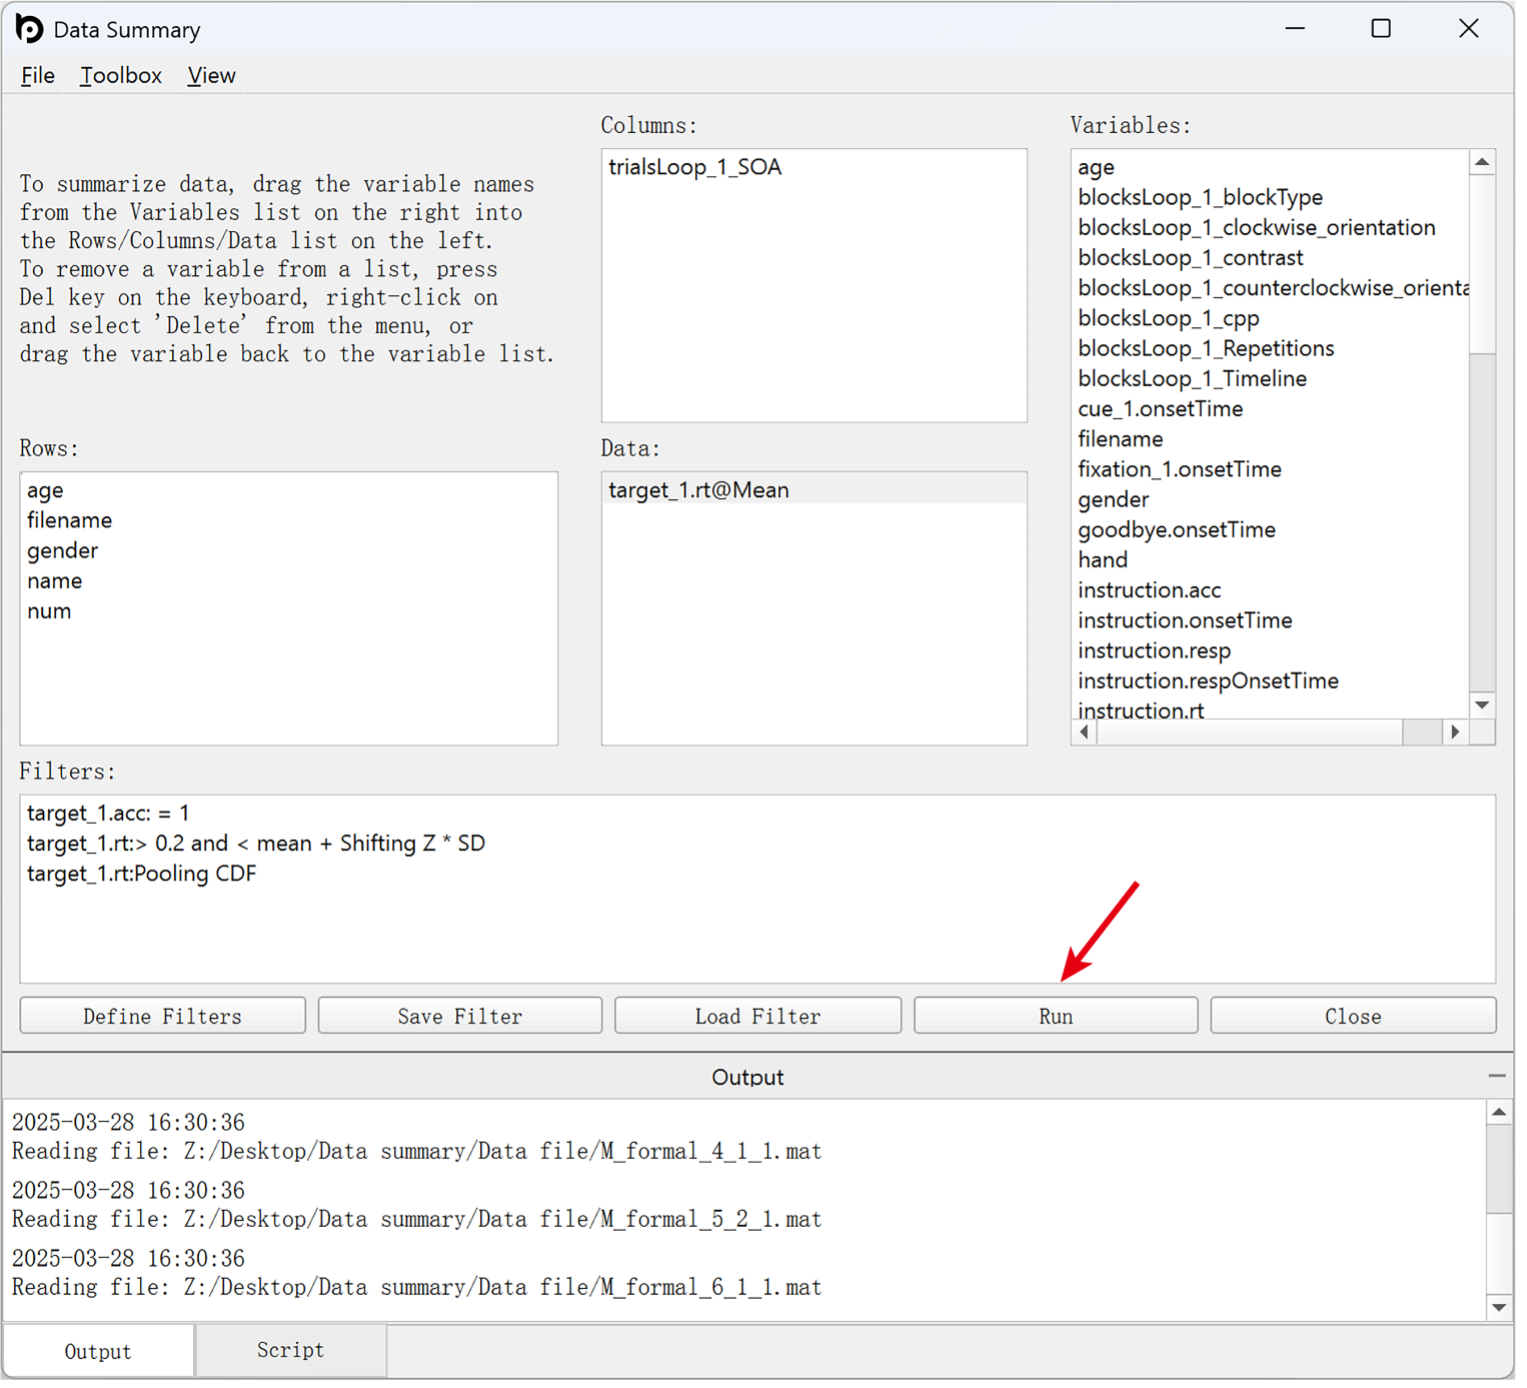 Data Summary
File Toolbox View
To summarize data, drag the variable names
from the Variables list on the right into
the Rows/Columns/Data list on the left.
To remove a variable from a list, press
Del key on the keyboard, right-click on
and select 'Delete' from the menu, or
drag the variable back to the variable list.
Columns:
trialsLoop_1_SOA
Variables:
age
blocksLoop_1_blockType
blocksLoop_1_clockwise_orientation
blocksLoop_1_contrast
blocksLoop_1_counterclockwise_orienta
blocksLoop_1_cpp
blocksLoop_1_Repetitions
blocksLoop_1_Timeline
cue_1.onsetTime
filename
fixation_1.onsetTime
gender
goodbye.onsetTime
hand
instruction.acc
instruction.onsetTime
instruction.resp
instruction.respOnsetTime
instruction.rt
Rows:
age
filename
gender
name
num
Data:
target_1.rt@Mean
Filters:
target_1.acc: = 1
target_1.rt:> 0.2 and < mean + Shifting Z * SD
target_1.rt:Pooling CDF
Define Filters
Save Filter
Load Filter
Run
Close
Output
2025-03-28 16:30:36
Reading file: Z:/Desktop/Data summary/Data file/M_formal_4_1_1.mat
2025-03-28 16:30:36
Reading file: Z:/Desktop/Data summary/Data file/M_formal_5_2_1.mat
2025-03-28 16:30:36
Reading file: Z:/Desktop/Data summary/Data file/M_formal_6_1_1.mat
Output
Script